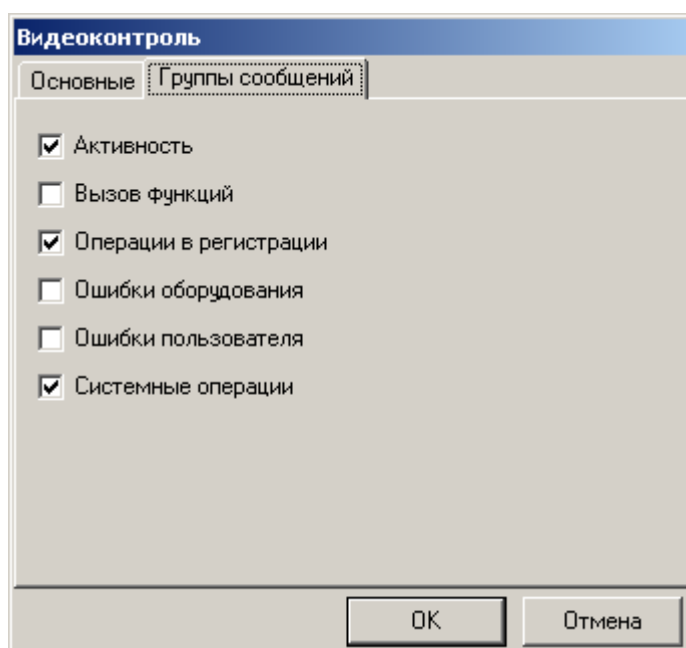 Видеоконтроль
Основные Группы сообщений
Активность
Вызов функций
Операции в регистрации
Ошибки оборудования
Ошибки пользователя
Системные операции
OK Отмена